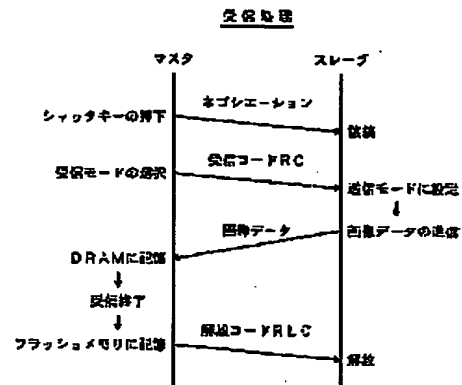 受信処理
マスタ スレーブ
ネゴシエーション
シャッタキーの押下
接続
受信コードRC
受信モードの選択
送信モードに設定
↓
画像データ 画像データの送信
DRAMに記憶
↓
受信終了
↓
解放コードRLC
フラッシュメモリに記憶
解放